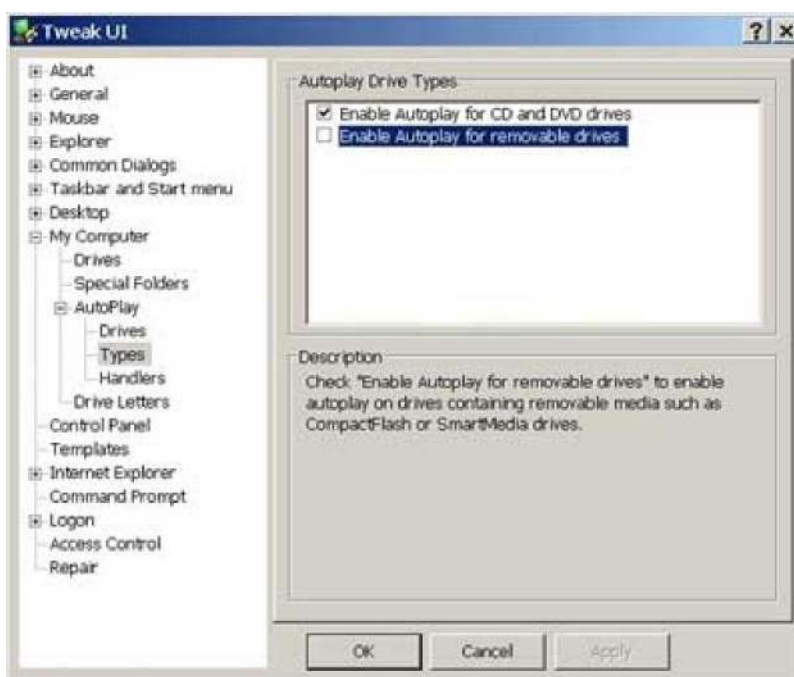 Tweak UI
About
General
Mouse
Explorer
Common Dialogs
Taskbar and Start menu
Desktop
My Computer
Drives
Special Folders
AutoPlay
Drives
Types
Handlers
Drive Letters
Control Panel
Templates
Internet Explorer
Command Prompt
Logon
Access Control
Repair
Autoplay Drive Types
Enable Autoplay for CD and DVD drives
Enable Autoplay for removable drives
Description
Check "Enable Autoplay for removable drives" to enable
autoplay on drives containing removable media such as
CompactFlash or SmartMedia drives.
OK Cancel Apply